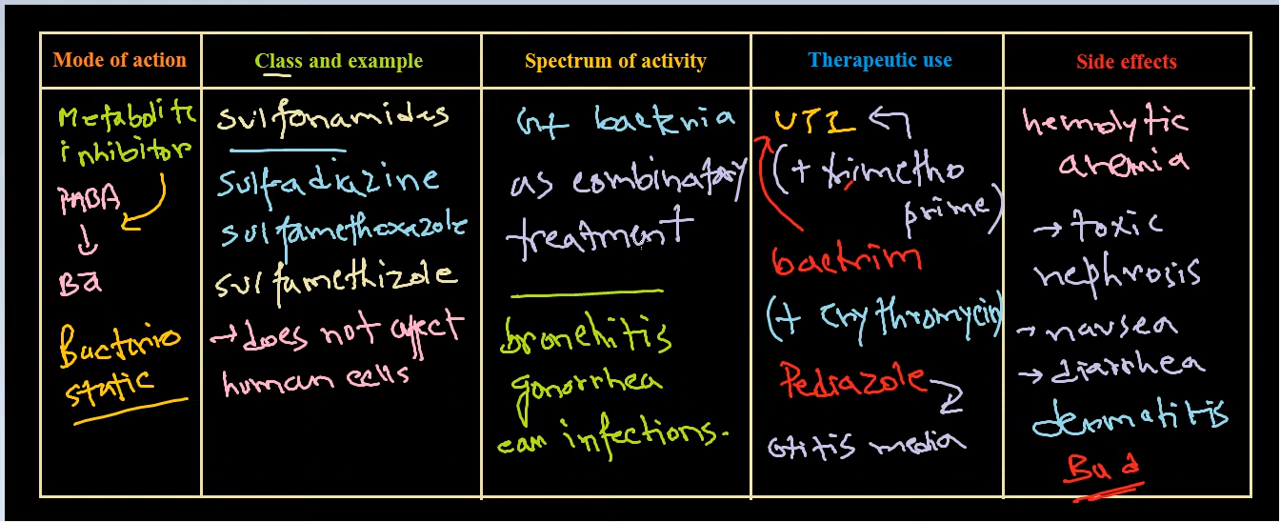 Mode of action
Class and example
Spectrum of activity
Therapeutic use
Side effects
Metabolite
inhibitor
PABA
↓
Ba
Bacterio
static
sulfonamides
sulfadiazine
sulfamethoxazole
sulfamethizole
→ does not affect
human cells
G+ bacteria
as combinatory
treatment
bronchitis
gonorrhea
ear infections.
UTI ←
(+ trimetho
prime)
bactrim
(+ Erythromycin)
Pediazole
otitis media
hemolytic
anemia
→ toxic
nephrosis
→ nausea
→ diarrhea
dermatitis